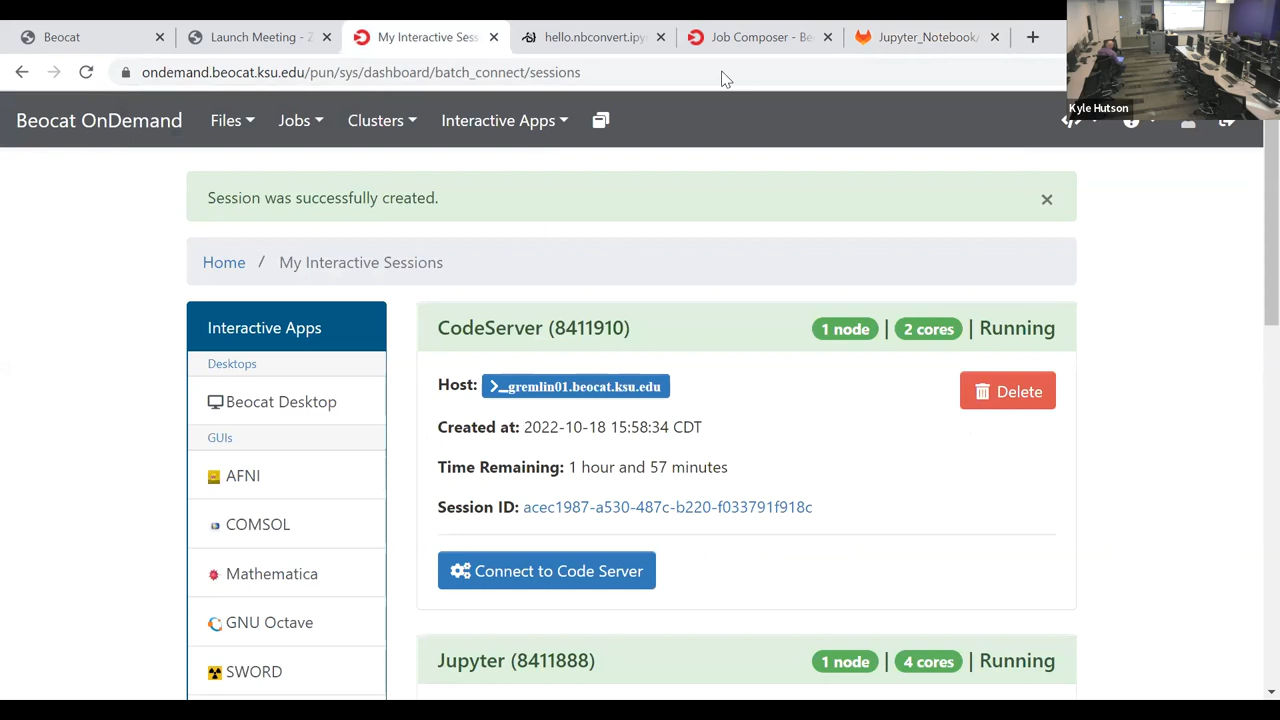 Beocat
Launch Meeting - Z
My Interactive Sess
hello.nbconvert.ipy
Job Composer - Be
Jupyter_Notebook/
ondemand.beocat.ksu.edu/pun/sys/dashboard/batch_connect/sessions
Kyle Hutson
Beocat OnDemand
Files
Jobs
Clusters
Interactive Apps
Session was successfully created.
Home / My Interactive Sessions
Interactive Apps
Desktops
Beocat Desktop
GUIs
AFNI
COMSOL
Mathematica
GNU Octave
SWORD
CodeServer (8411910)
1 node | 2 cores | Running
Host: >_gremlin01.beocat.ksu.edu
Delete
Created at: 2022-10-18 15:58:34 CDT
Time Remaining: 1 hour and 57 minutes
Session ID: acec1987-a530-487c-b220-f033791f918c
Connect to Code Server
Jupyter (8411888)
1 node | 4 cores | Running